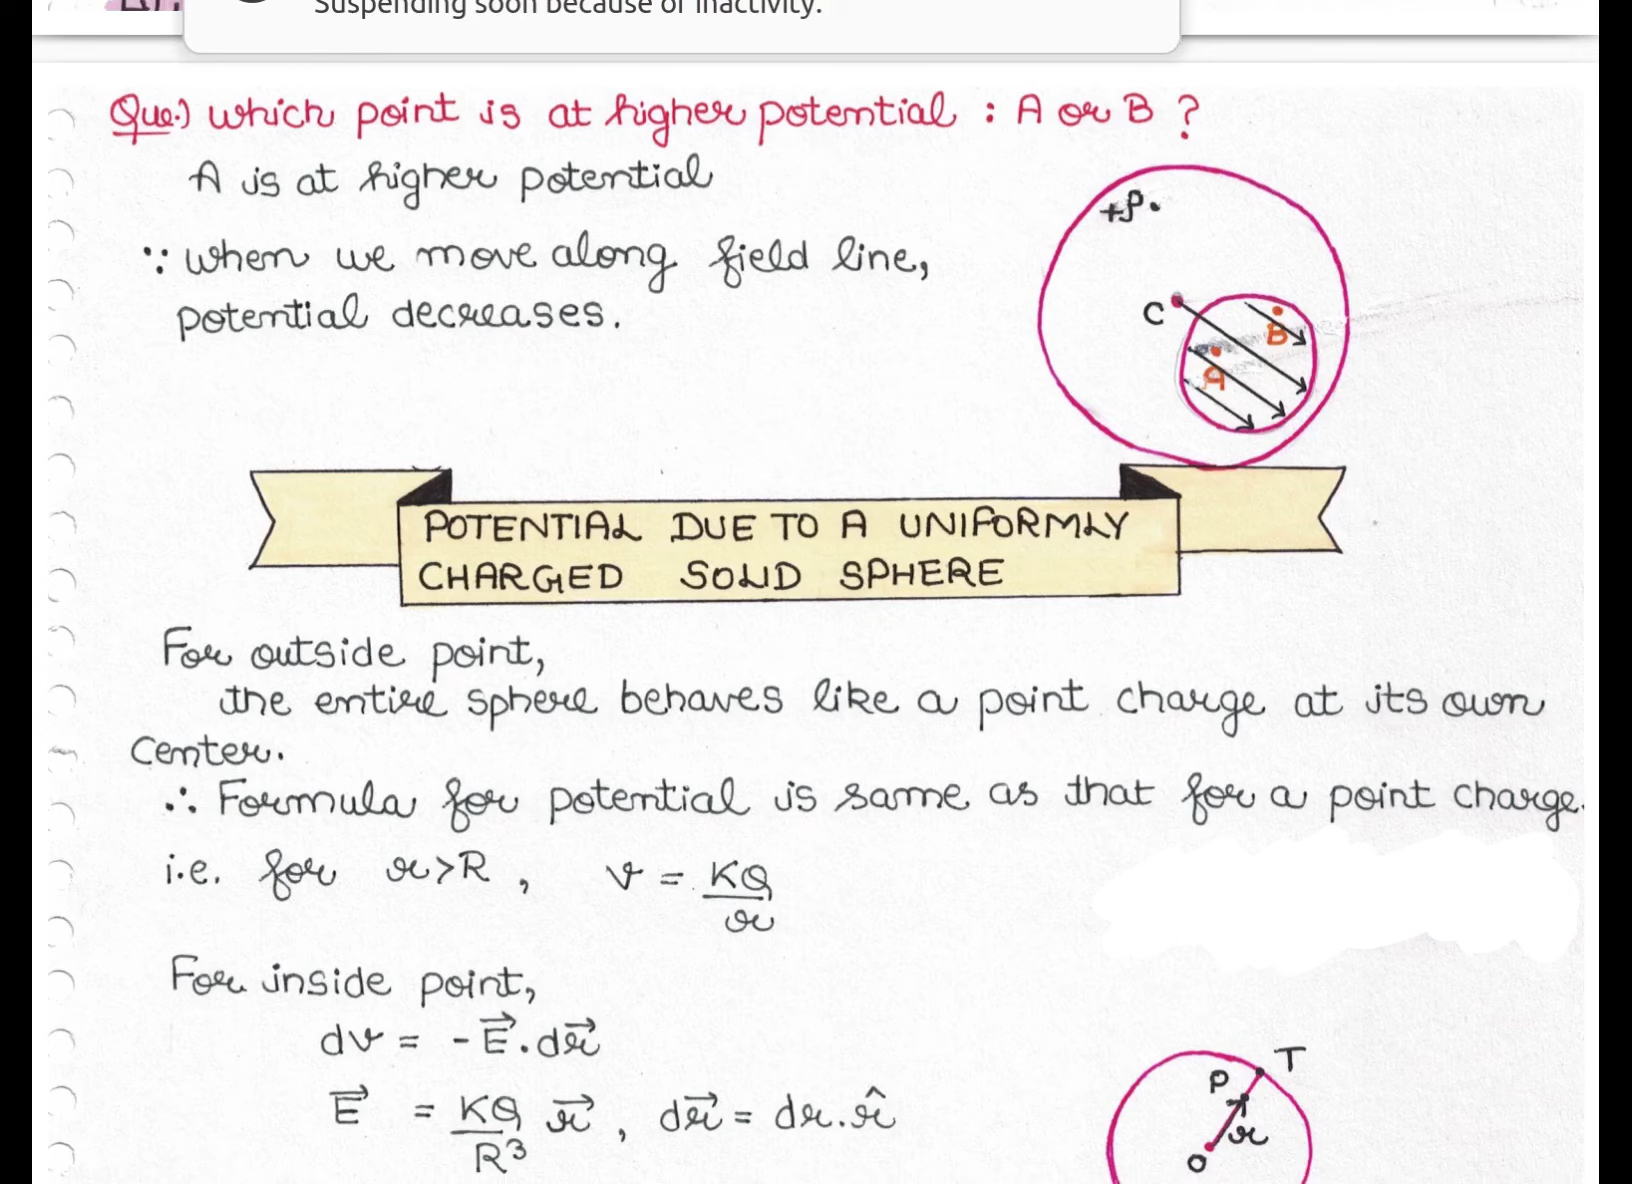 Suspending soon because of inactivity.
Que.) which point is at higher potential : A or B ?
A is at higher potential
∵ when we move along field line,
potential decreases.
+ρ.
C
B
A
POTENTIAL DUE TO A UNIFORMLY
CHARGED SOLID SPHERE
For outside point,
the entire sphere behaves like a point charge at its own
center.
∴ Formula for potential is same as that for a point charge.
i.e. for r>R , v = KQ/r
For inside point,
dv = -E⃗.dr⃗
E⃗ = KQ/R³ r⃗ , dr⃗ = dr.r̂
T
P
r
O